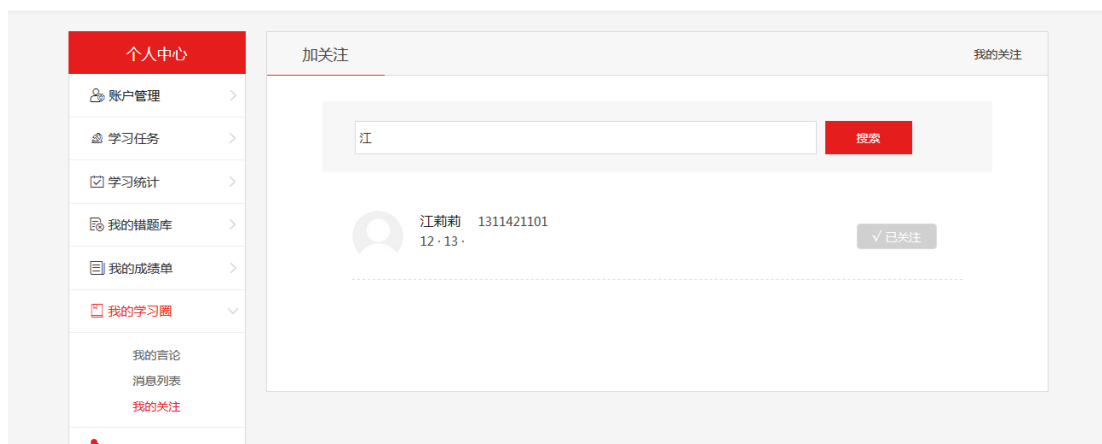 个人中心
账户管理
学习任务
学习统计
我的错题库
我的成绩单
我的学习圈
我的言论
消息列表
我的关注
加关注
我的关注
江
搜索
江莉莉 1311421101
12 · 13 ·
√ 已关注